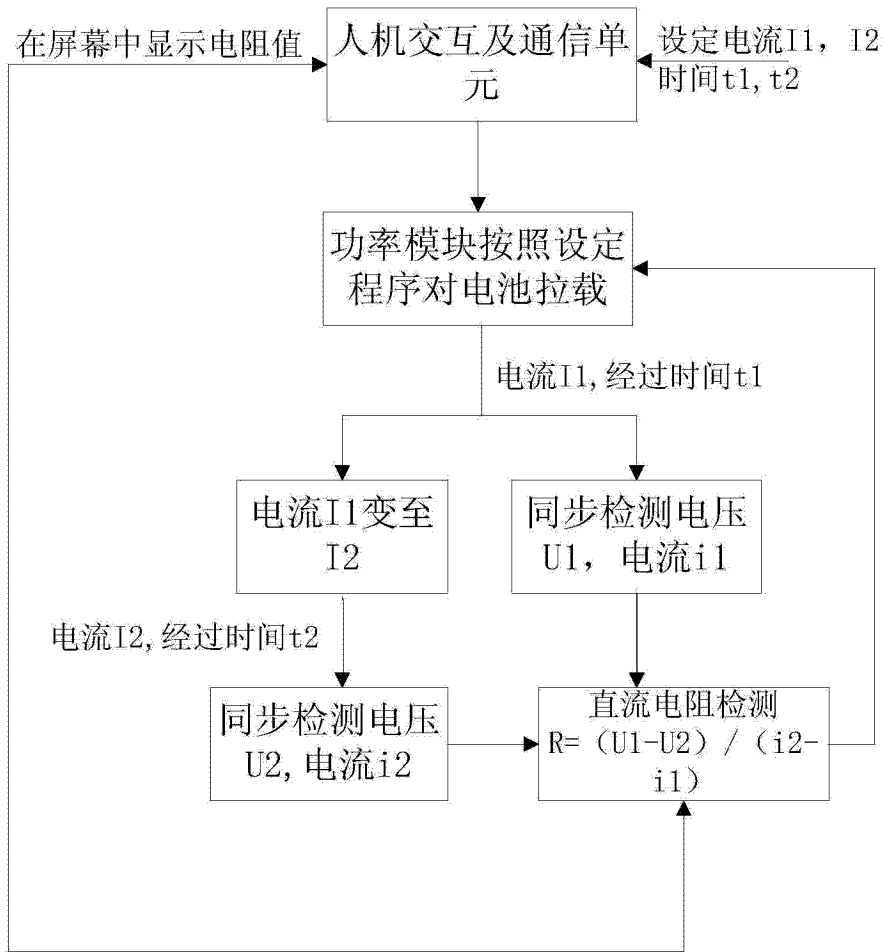 在屏幕中显示电阻值
人机交互及通信单
元
设定电流I1，I2
时间t1,t2
功率模块按照设定
程序对电池拉载
电流I1,经过时间t1
电流I1变至
I2
同步检测电压
U1，电流i1
电流I2,经过时间t2
同步检测电压
U2,电流i2
直流电阻检测
R=（U1-U2）/（i2-
i1）